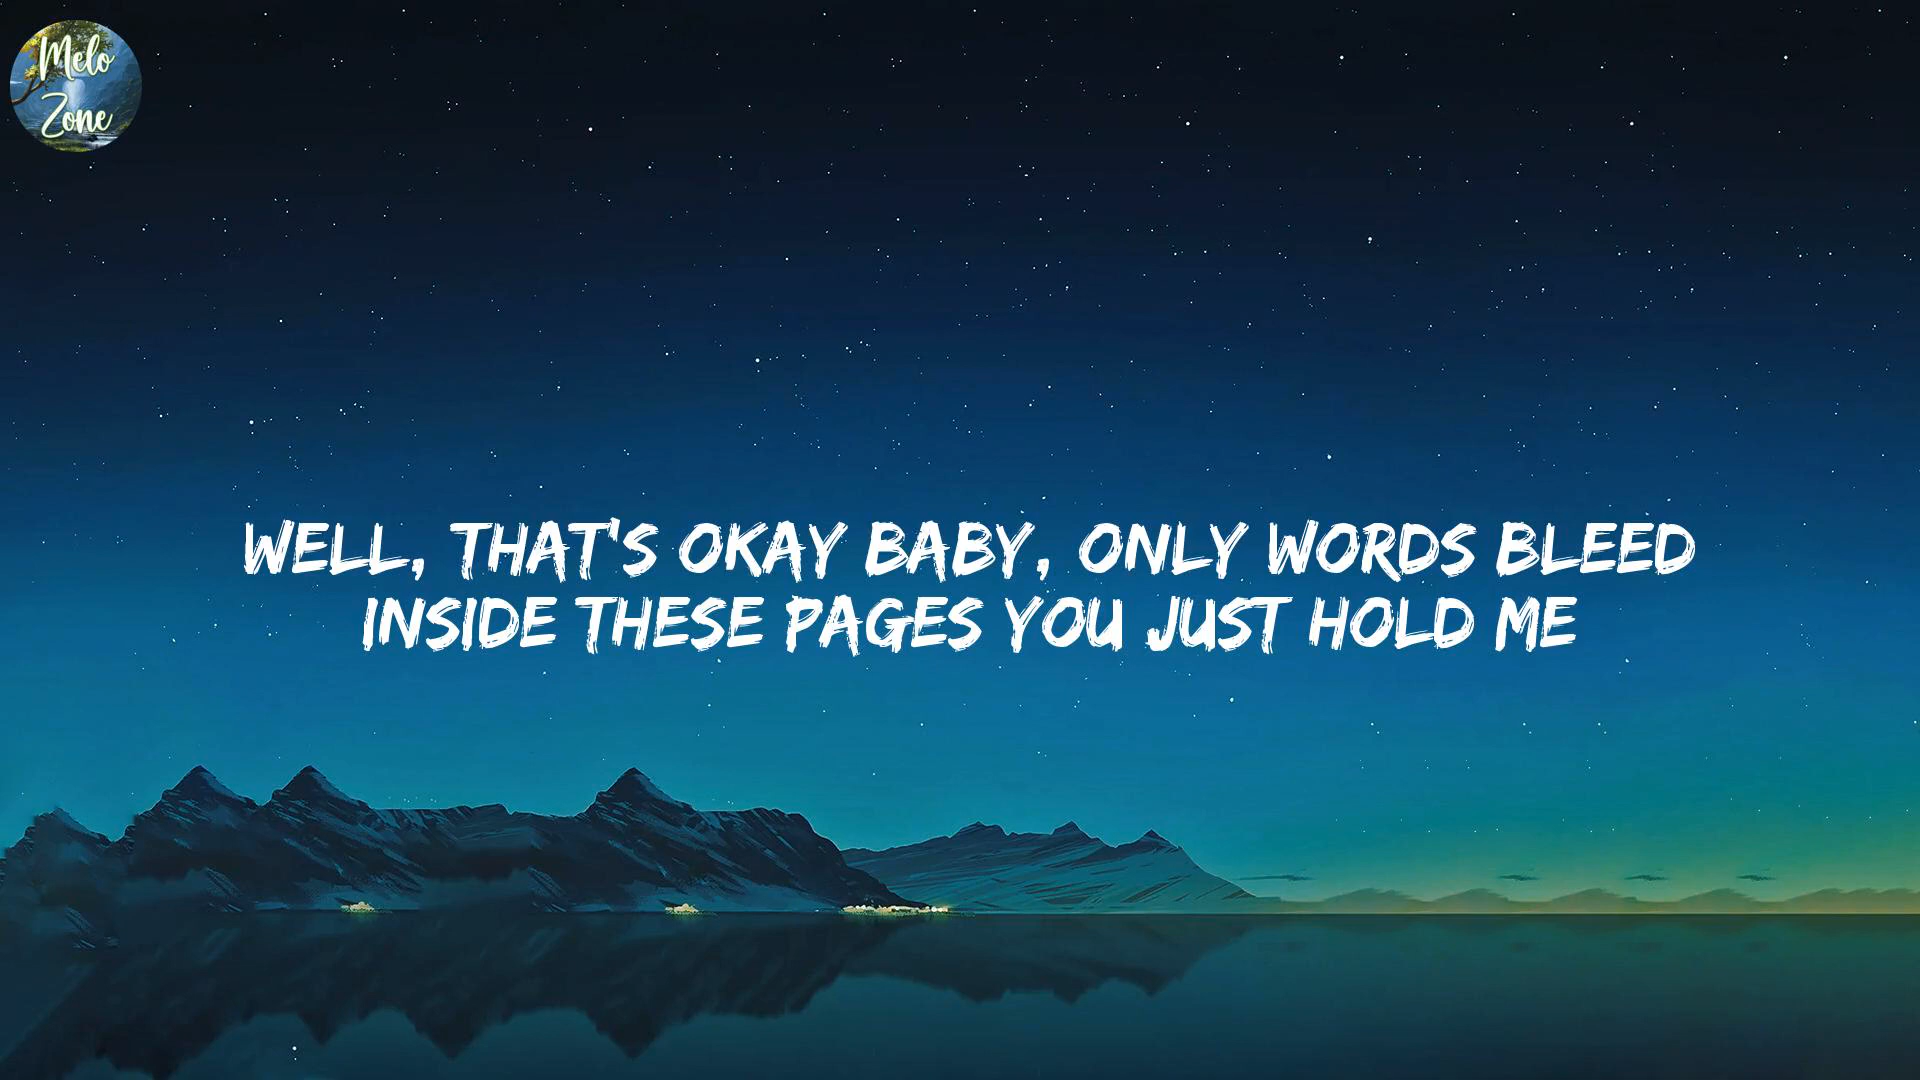 Melo
Zone
WELL, THAT'S OKAY BABY, ONLY WORDS BLEED
INSIDE THESE PAGES YOU JUST HOLD ME